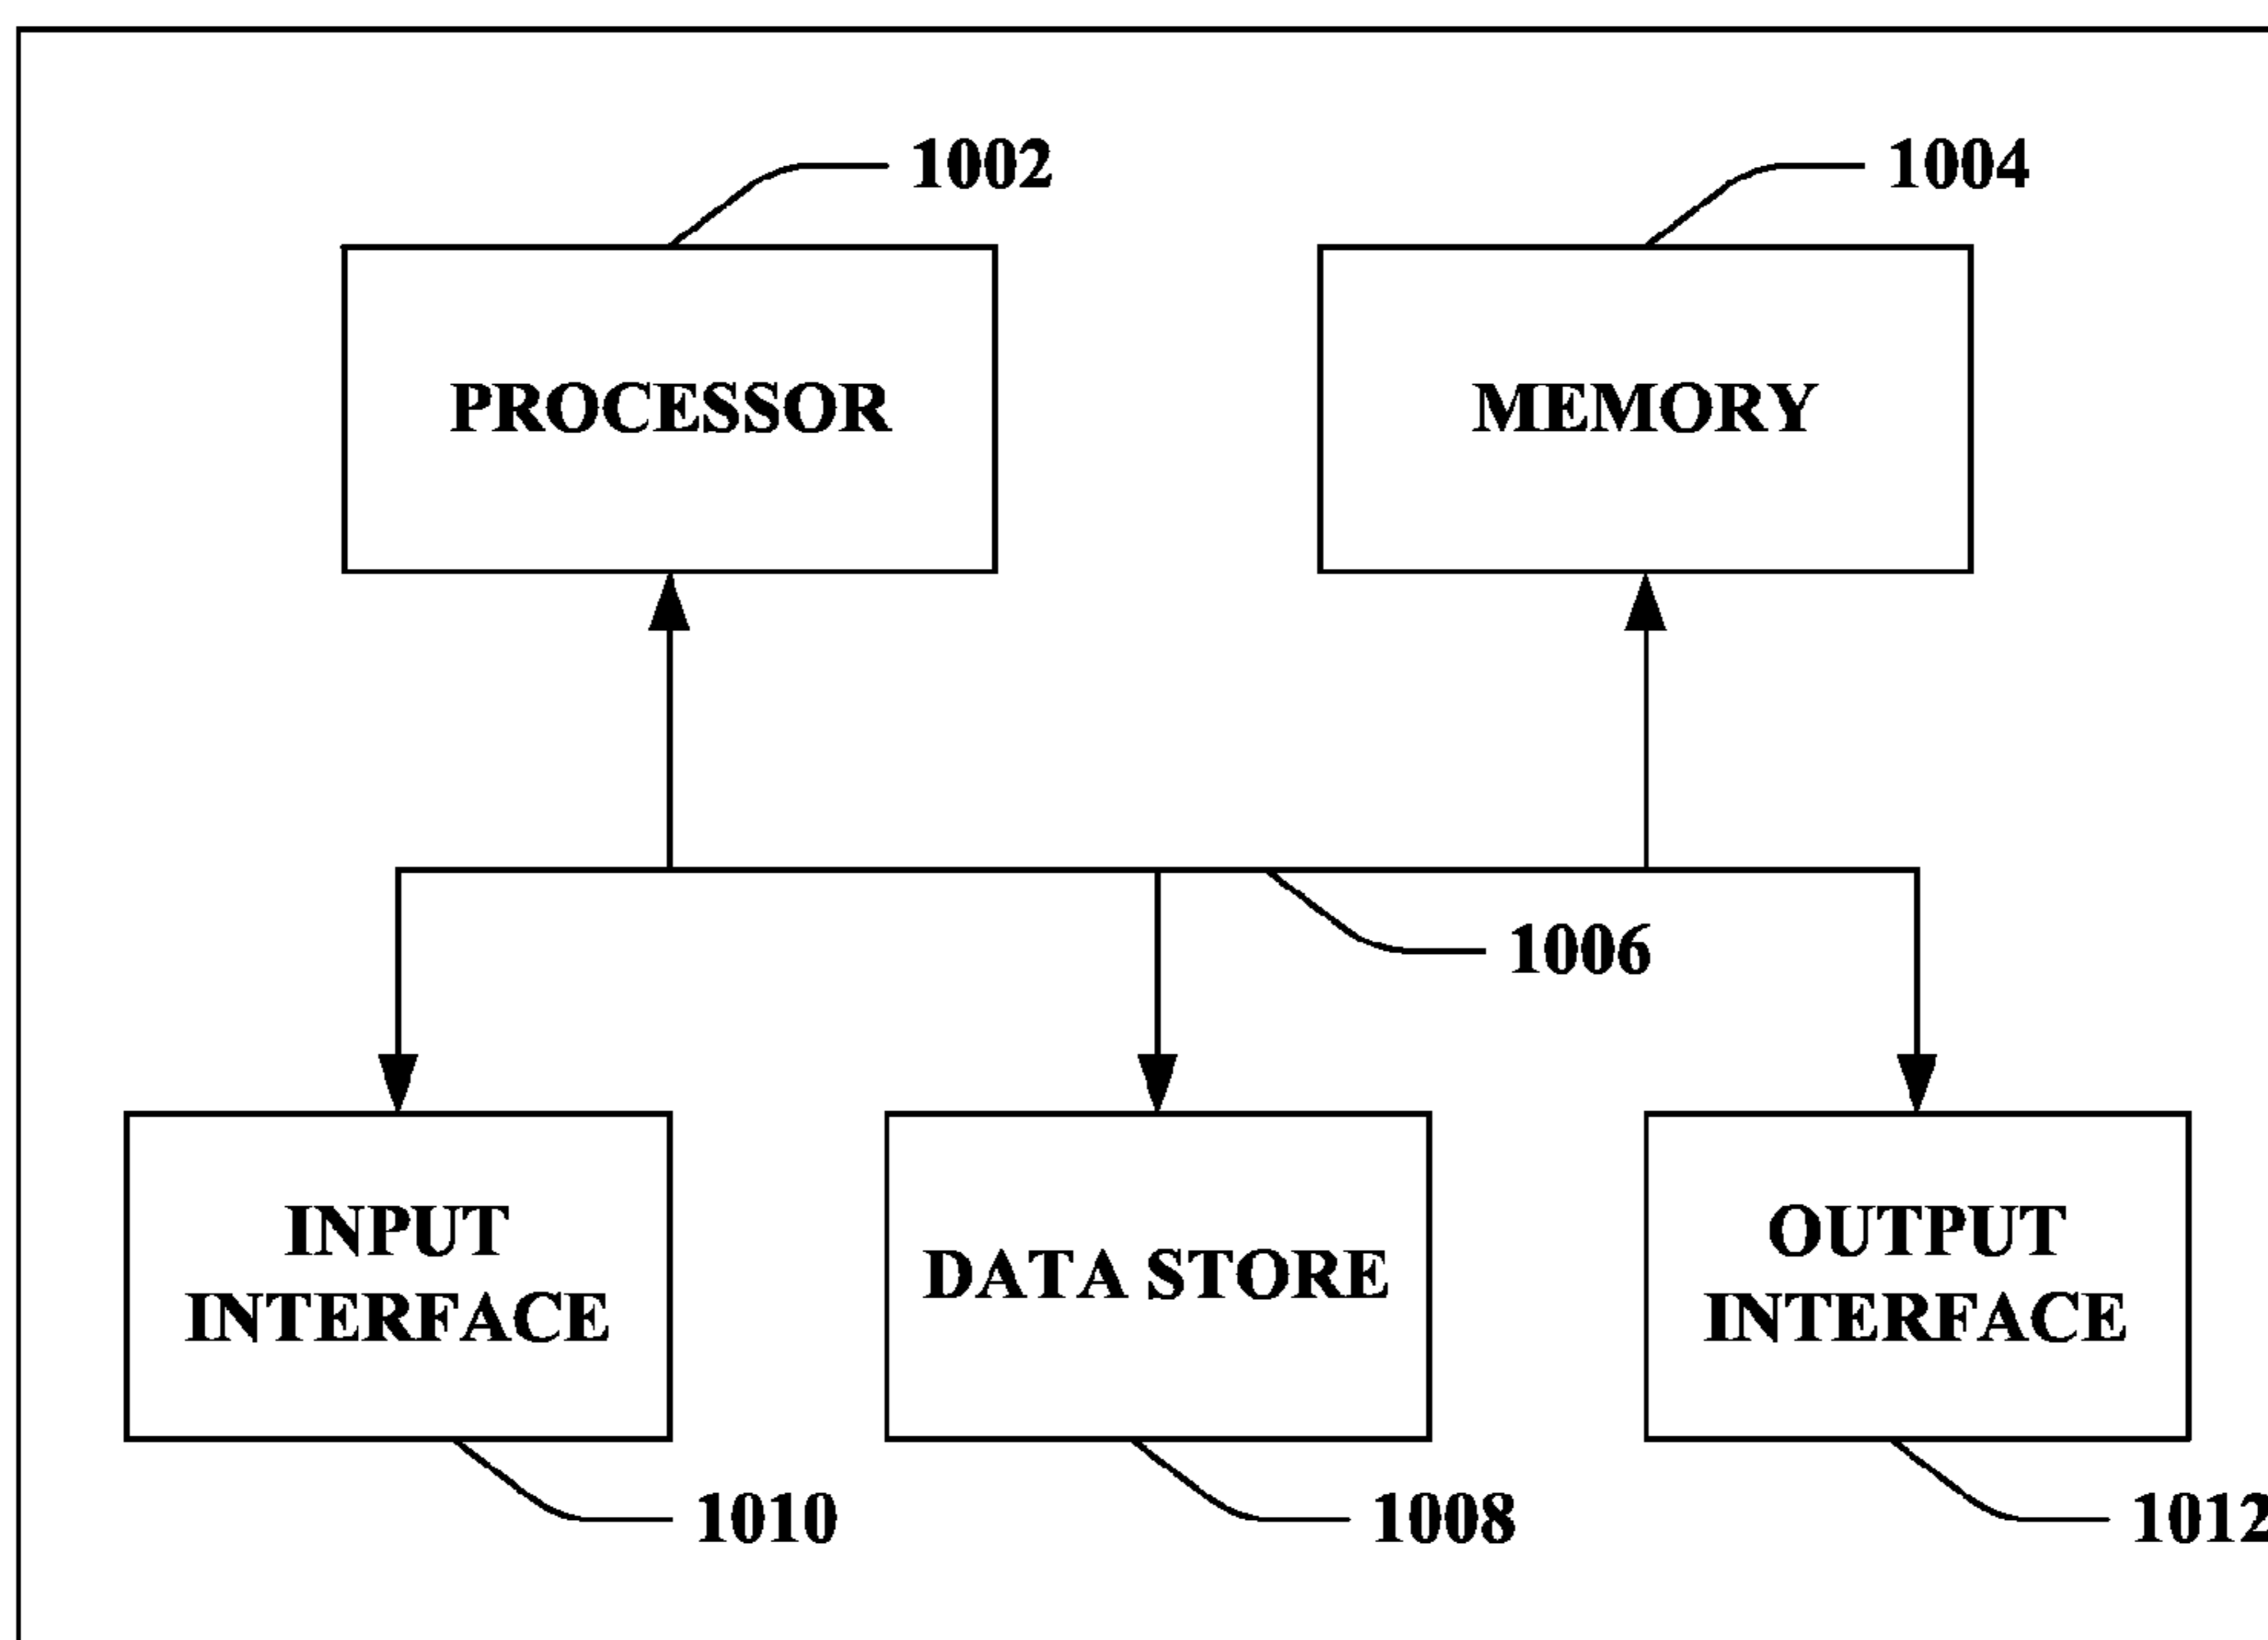 1002
1004
PROCESSOR
MEMORY
1006
INPUT
INTERFACE
DATA STORE
OUTPUT
INTERFACE
1010
1008
1012